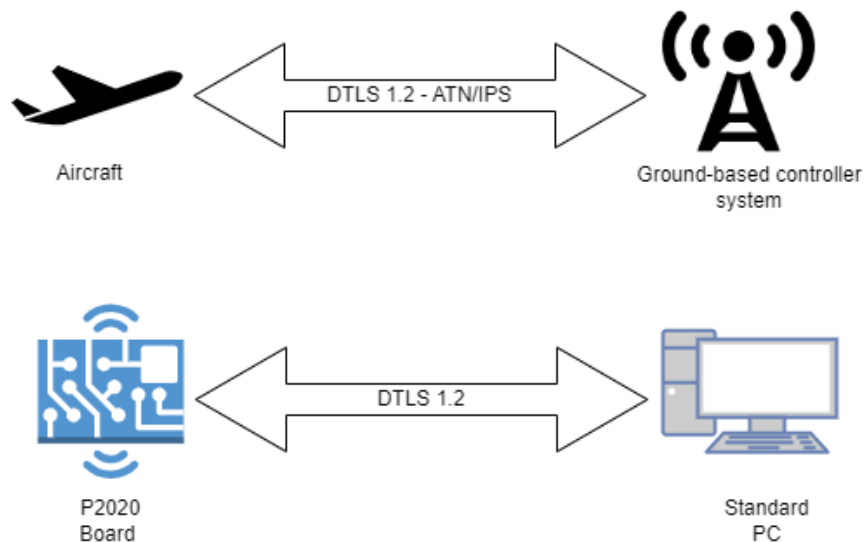 DTLS 1.2 - ATN/IPS
Aircraft
Ground-based controller
system
DTLS 1.2
P2020
Board
Standard
PC